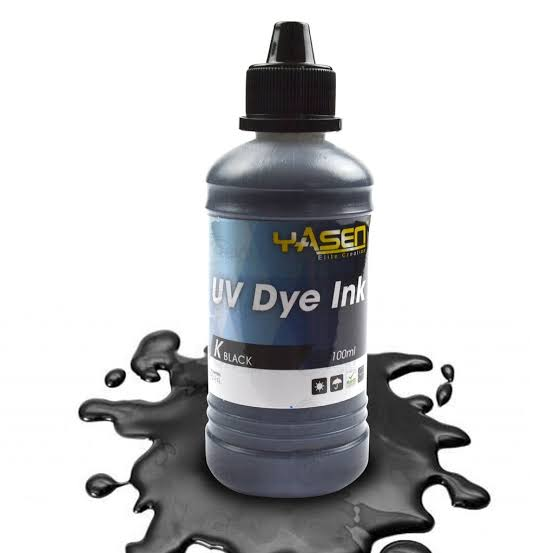 YASEN
Elite Creation
UV Dye Ink
K BLACK
100ml